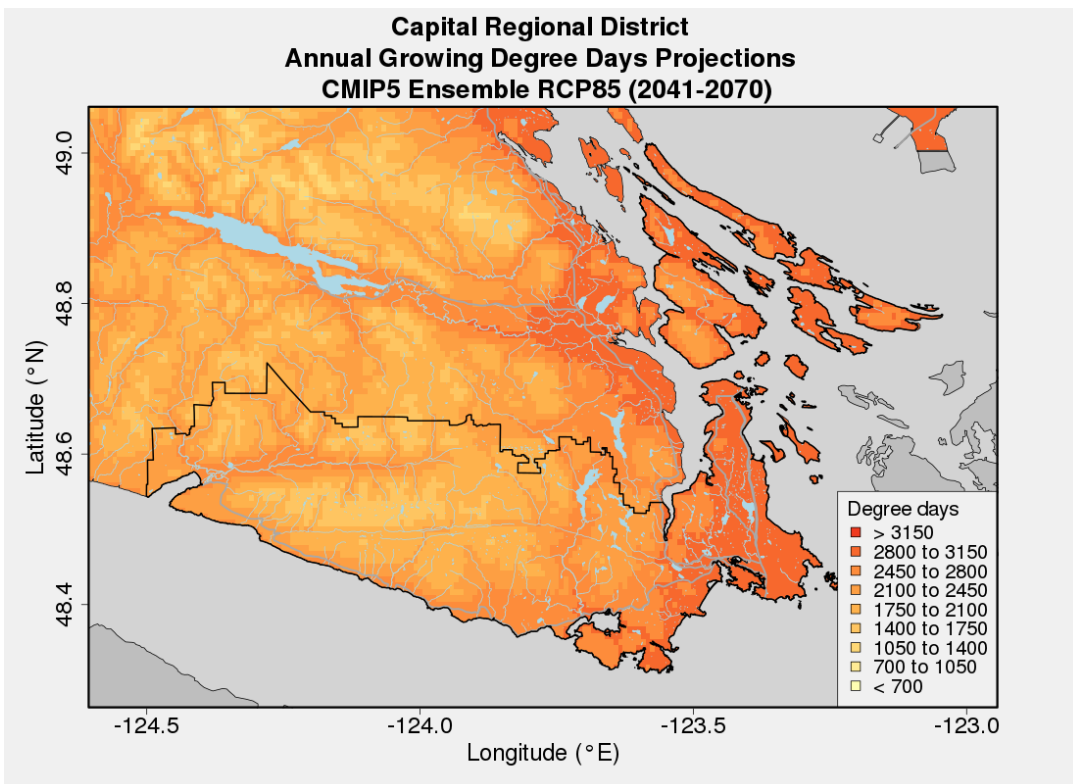 Capital Regional District
Annual Growing Degree Days Projections
CMIP5 Ensemble RCP85 (2041-2070)
49.0
48.8
48.6
48.4
Latitude (°N)
Degree days
> 3150
2800 to 3150
2450 to 2800
2100 to 2450
1750 to 2100
1400 to 1750
1050 to 1400
700 to 1050
< 700
-124.5
-124.0
-123.5
-123.0
Longitude (°E)